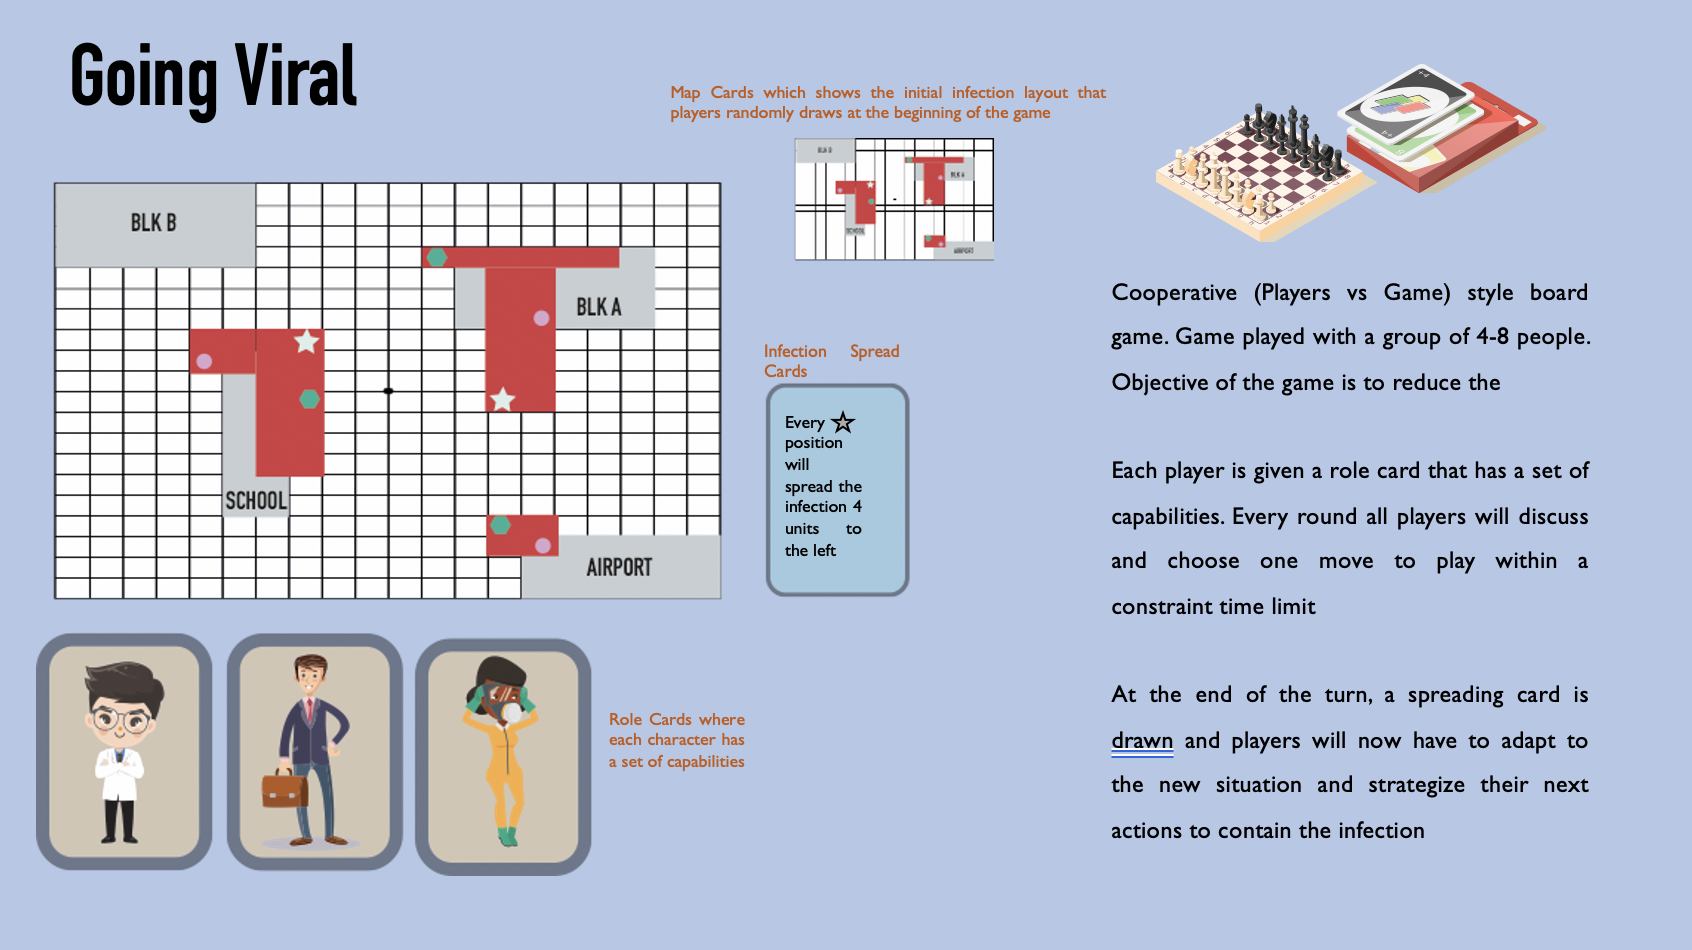 Going Viral
Map Cards which shows the initial infection layout that
players randomly draws at the beginning of the game
BLK B
BLK A
SCHOOL
AIRPORT
BLK B
BLK A
SCHOOL
AIRPORT
Infection Spread
Cards
Every
position
will
spread the
infection 4
units to
the left
Role Cards where
each character has
a set of capabilities
Cooperative (Players vs Game) style board
game. Game played with a group of 4-8 people.
Objective of the game is to reduce the
Each player is given a role card that has a set of
capabilities. Every round all players will discuss
and choose one move to play within a
constraint time limit
At the end of the turn, a spreading card is
drawn and players will now have to adapt to
the new situation and strategize their next
actions to contain the infection